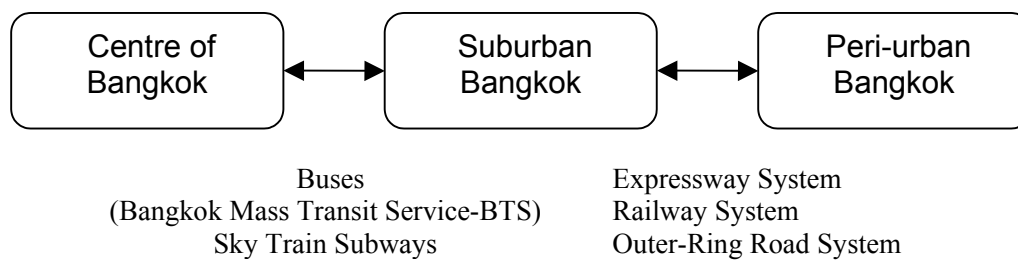 Centre of
Bangkok
Suburban
Bangkok
Peri-urban
Bangkok
Buses
(Bangkok Mass Transit Service-BTS)
Sky Train Subways
Expressway System
Railway System
Outer-Ring Road System